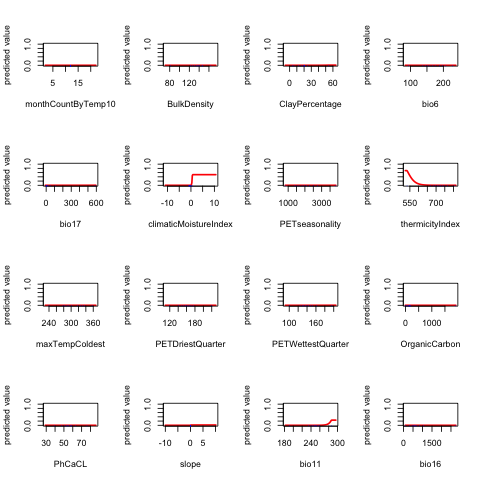 predicted value
0.0 1.0
5 15
monthCountByTemp10
predicted value
0.0 1.0
80 120
BulkDensity
predicted value
0.0 1.0
0 30 60
ClayPercentage
predicted value
0.0 1.0
100 200
bio6
predicted value
0.0 1.0
0 300 600
bio17
predicted value
0.0 1.0
-10 0 10
climaticMoistureIndex
predicted value
0.0 1.0
1000 3000
PETseasonality
predicted value
0.0 1.0
550 700
thermicityIndex
predicted value
0.0 1.0
240 300 360
maxTempColdest
predicted value
0.0 1.0
120 180
PETDriestQuarter
predicted value
0.0 1.0
100 160
PETWettestQuarter
predicted value
0.0 1.0
0 1000
OrganicCarbon
predicted value
0.0 1.0
30 50 70
PhCaCL
predicted value
0.0 1.0
-10 0 5
slope
predicted value
0.0 1.0
180 240 300
bio11
predicted value
0.0 1.0
0 1500
bio16